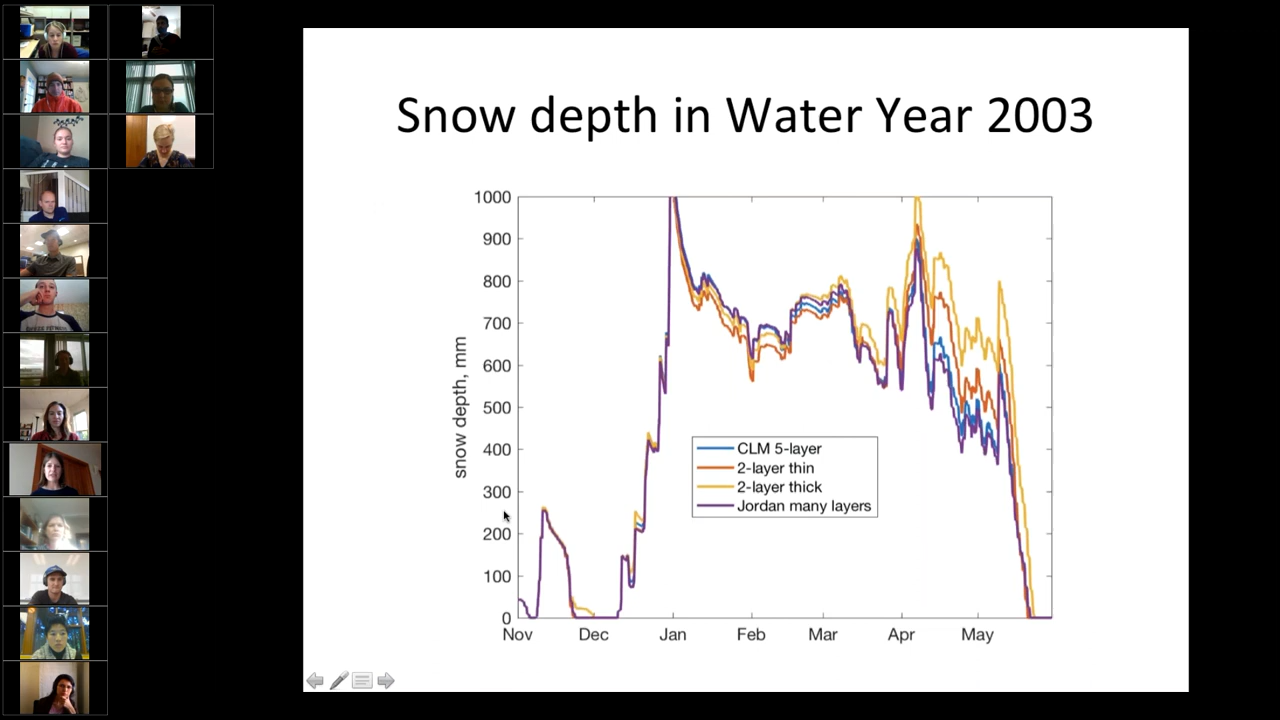 Snow depth in Water Year 2003
1000
900
800
700
600
500
400
300
200
100
0
snow depth, mm
CLM 5-layer
2-layer thin
2-layer thick
Jordan many layers
Nov Dec Jan Feb Mar Apr May